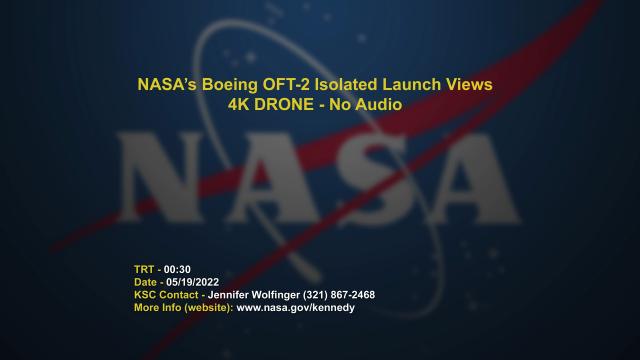 NASA's Boeing OFT-2 Isolated Launch Views
4K DRONE - No Audio
NASA
TRT - 00:30
Date - 05/19/2022
KSC Contact - Jennifer Wolfinger (321) 867-2468
More Info (website): www.nasa.gov/kennedy